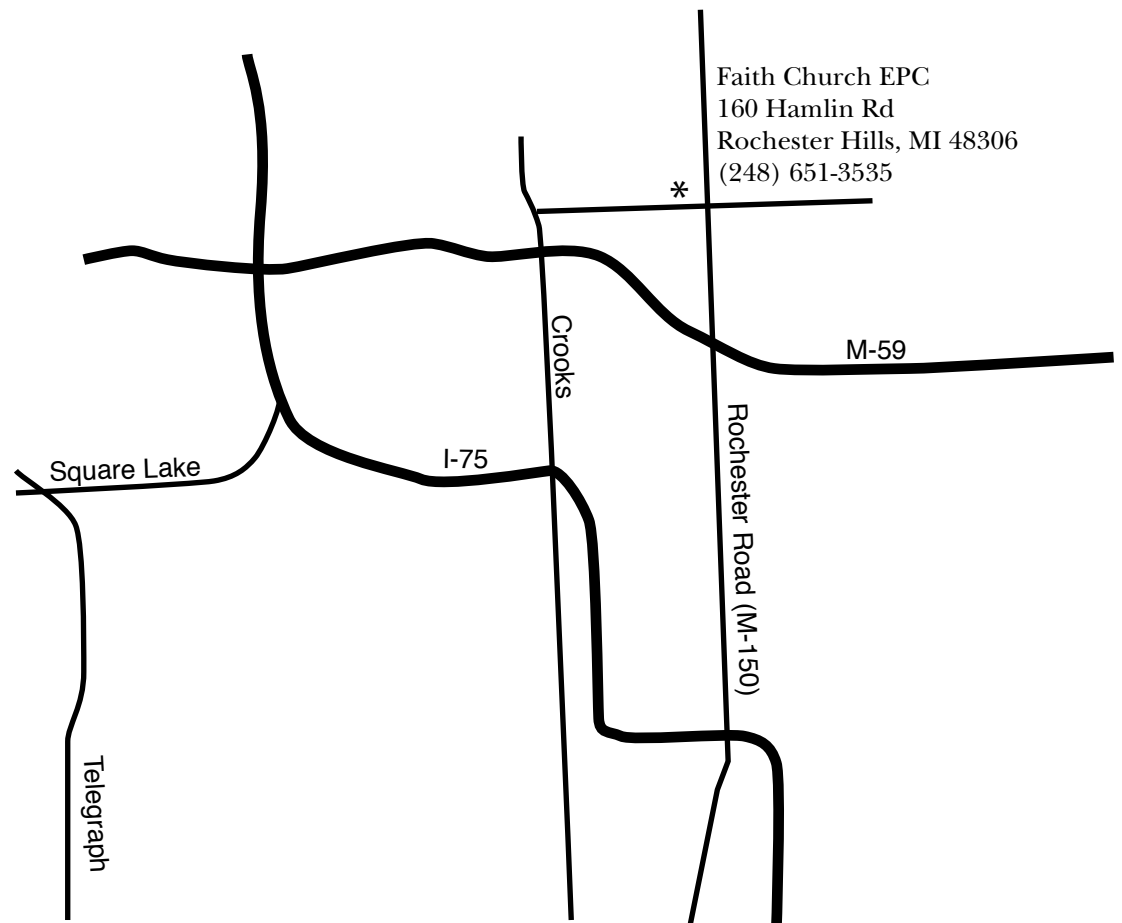 Faith Church EPC
160 Hamlin Rd
Rochester Hills, MI 48306
(248) 651-3535
*
Crooks
M-59
Rochester Road (M-150)
I-75
Square Lake
Telegraph